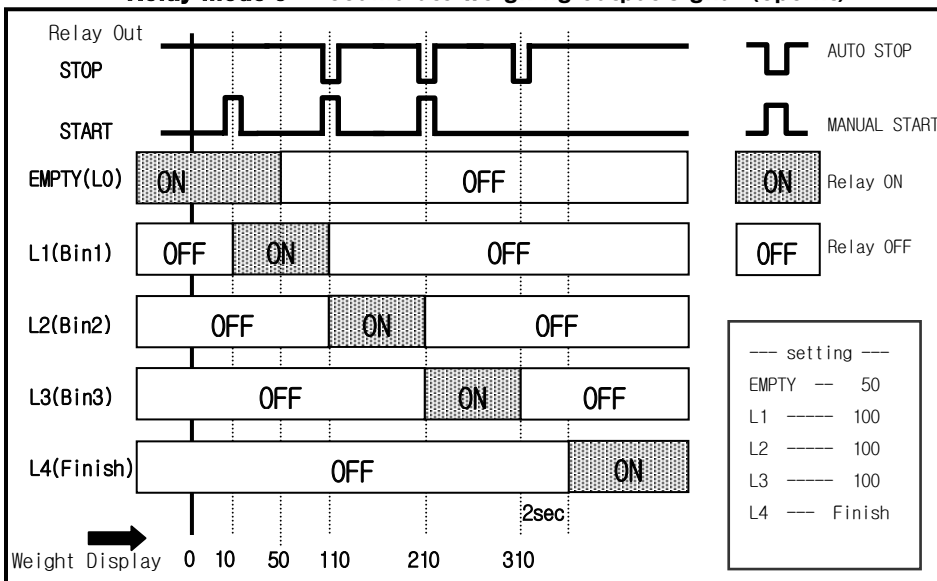 Relay Out
STOP
START
EMPTY(L0) ON OFF
L1(Bin1) OFF ON OFF
L2(Bin2) OFF ON OFF
L3(Bin3) OFF ON OFF
L4(Finish) OFF ON
2sec
Weight Display 0 10 50 110 210 310
AUTO STOP
MANUAL START
ON Relay ON
OFF Relay OFF
--- setting ---
EMPTY -- 50
L1 ----- 100
L2 ----- 100
L3 ----- 100
L4 --- Finish